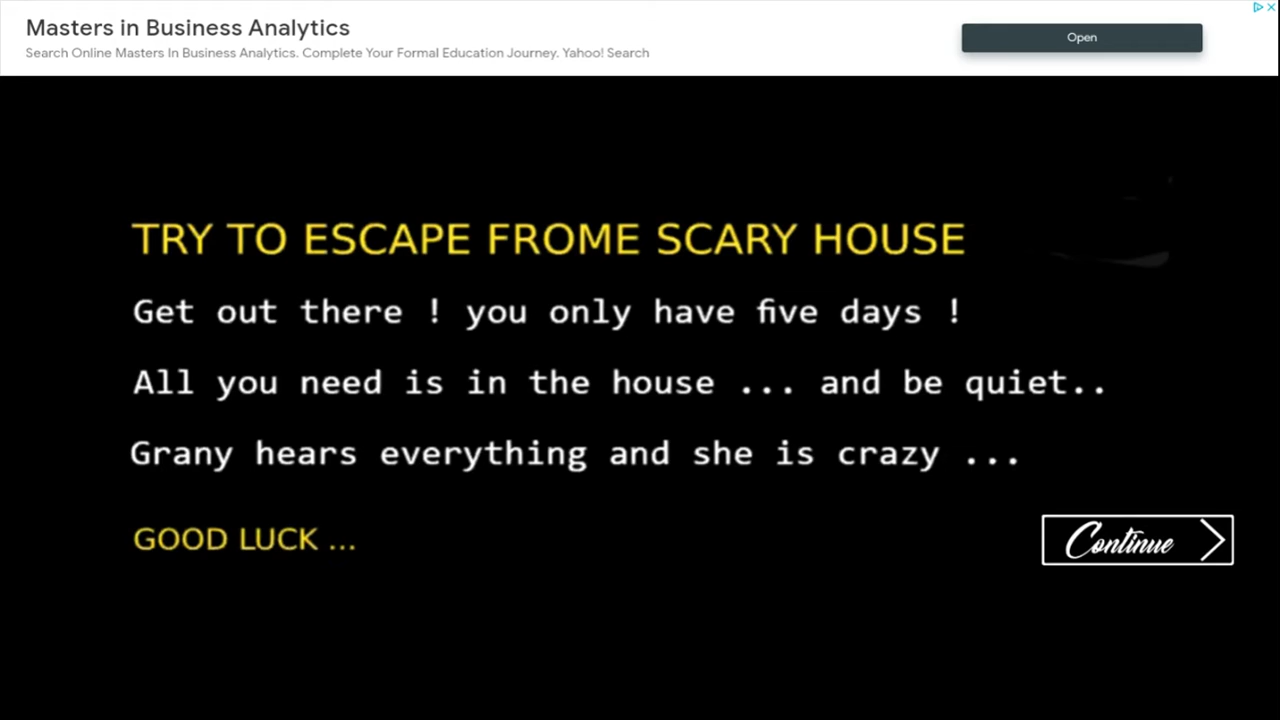 Masters in Business Analytics
Search Online Masters In Business Analytics. Complete Your Formal Education Journey. Yahoo! Search
Open
TRY TO ESCAPE FROME SCARY HOUSE
Get out there ! you only have five days !
All you need is in the house ... and be quiet..
Grany hears everything and she is crazy ...
GOOD LUCK ...
Continue